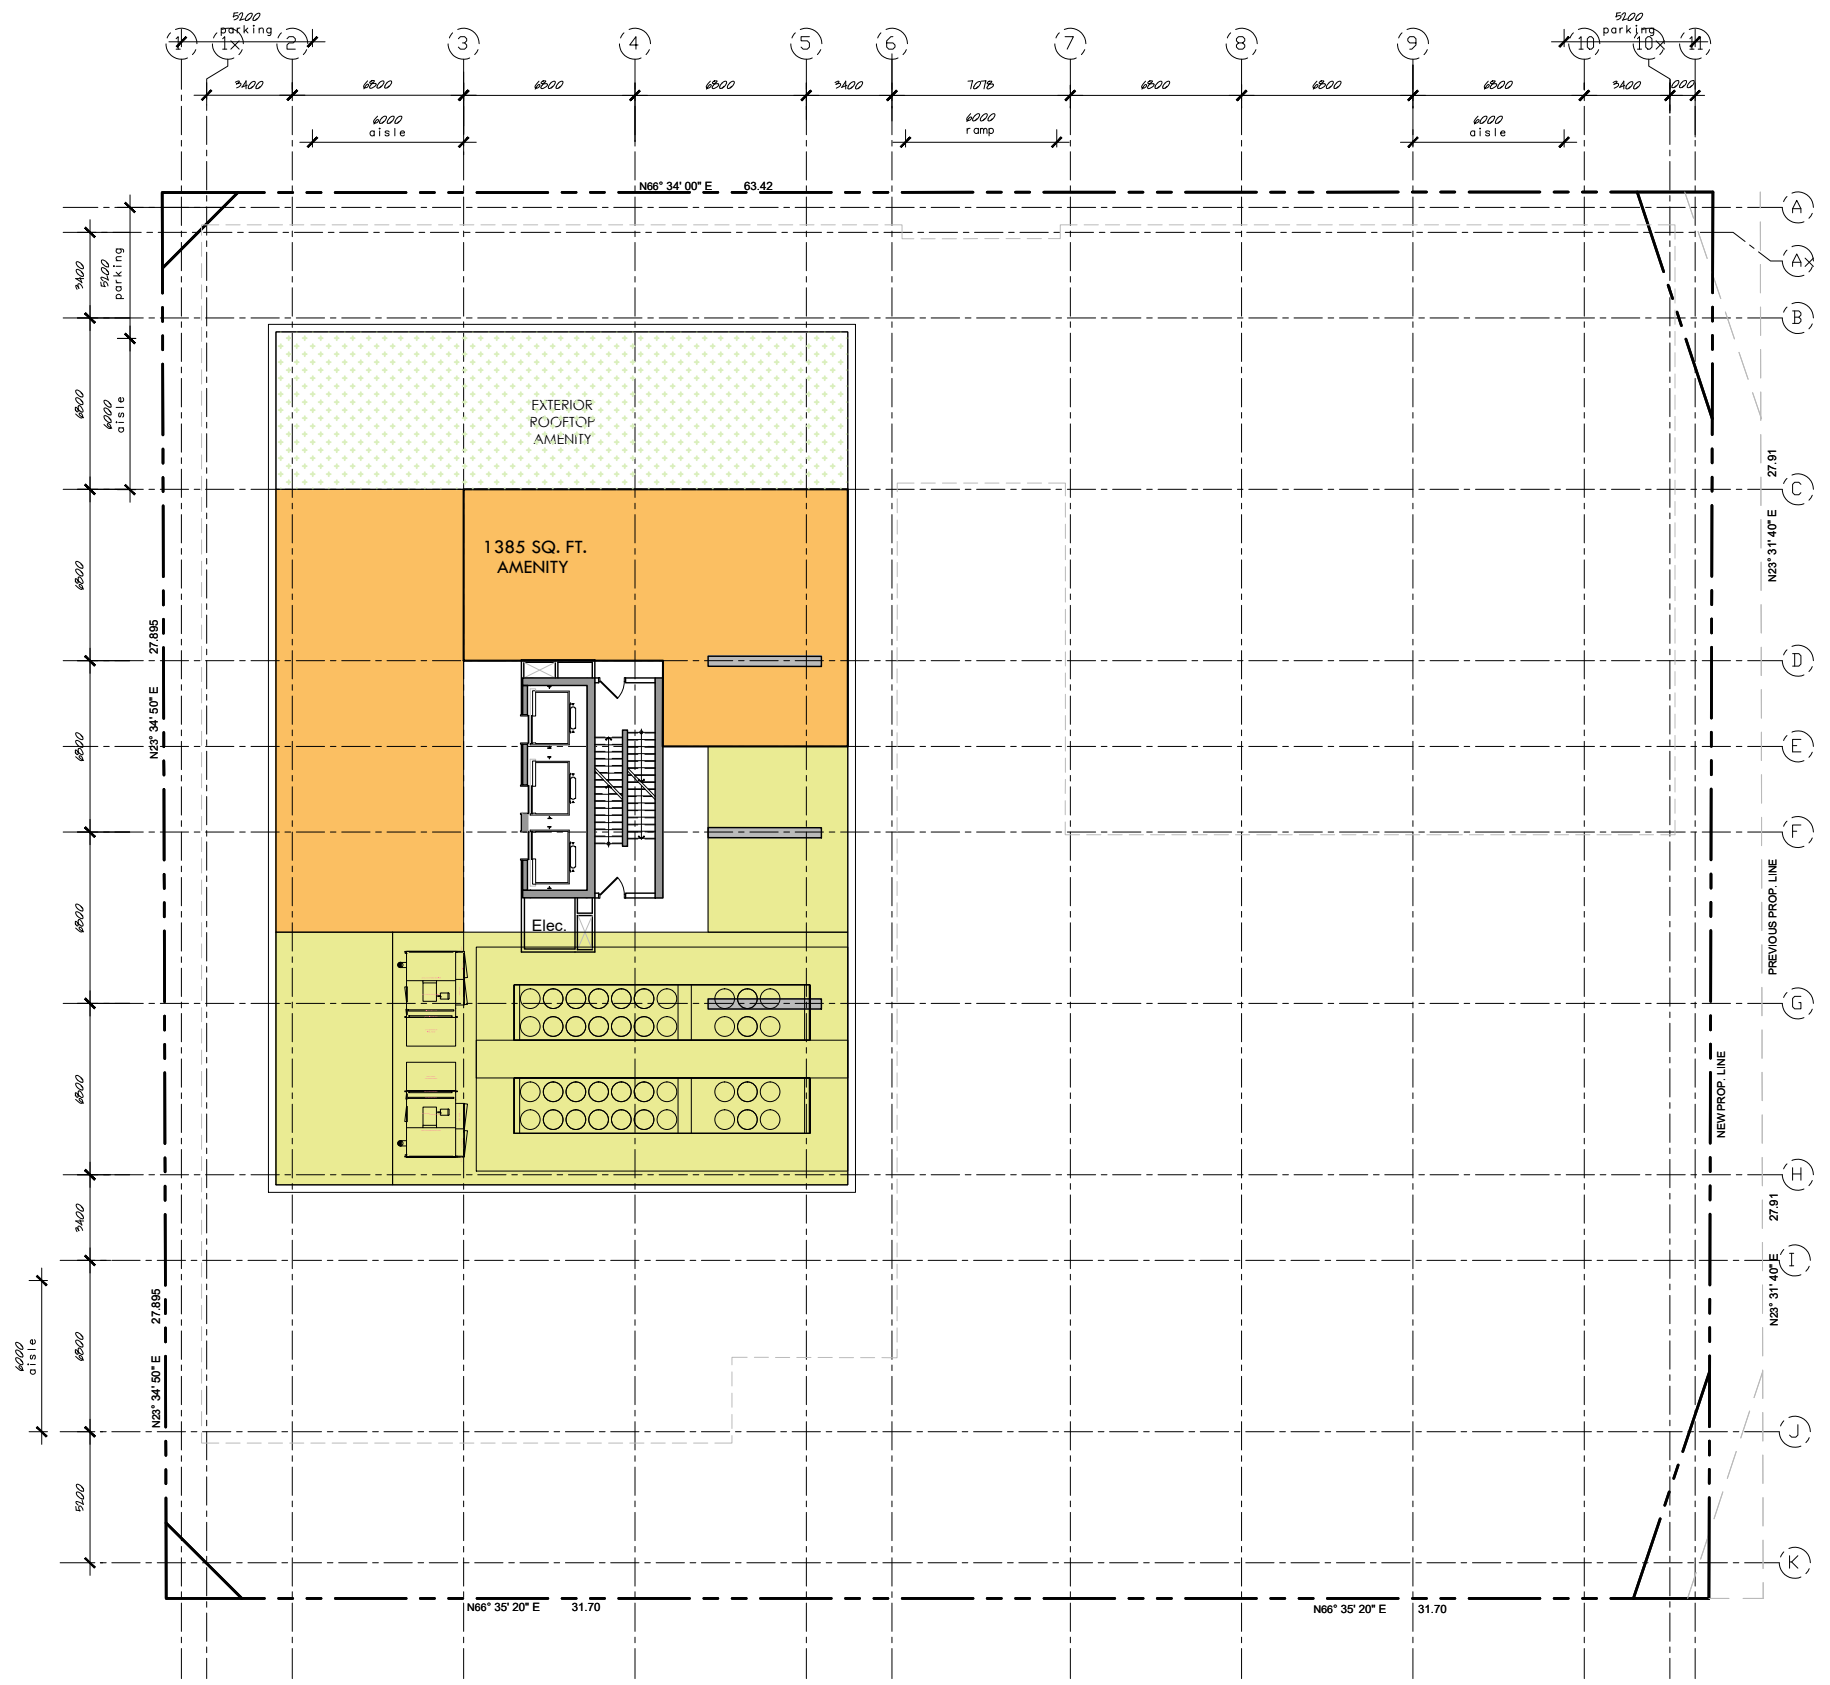 5200
parking
5200
parking
1
1x
2
3
4
5
6
7
8
9
10
10x
11
3400
6800
6800
6800
3400
7078
6800
6800
6800
3400
6000
aisle
6000
ramp
6000
aisle
N66° 34' 00" E 63.42
A
Ax
B
C
D
E
F
G
H
I
J
K
3400
5200
parking
6800
6000
aisle
6800
6800
6800
6800
3400
6800
6000
aisle
5200
EXTERIOR
ROOFTOP
AMENITY
1385 SQ. FT.
AMENITY
Elec.
N23° 34' 50" E 27.895
N23° 34' 50" E 27.895
N23° 31' 40" E 27.91
PREVIOUS PROP. LINE
NEW PROP. LINE
N23° 31' 40" E 27.91
N66° 35' 20" E 31.70
N66° 35' 20" E 31.70